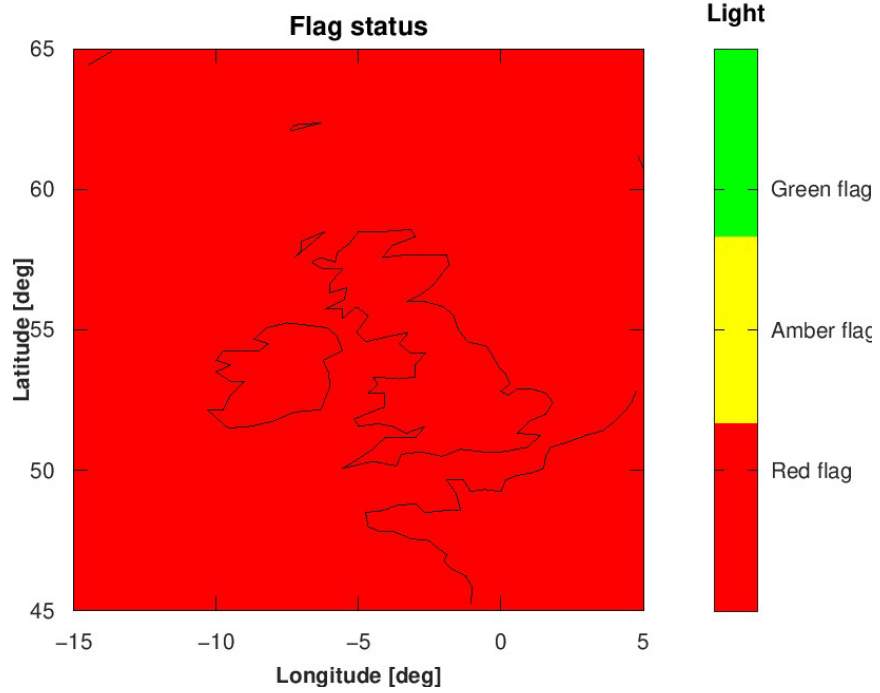 Flag status
Light
65
60
55
50
45
−15
−10
−5
0
5
Latitude [deg]
Longitude [deg]
Green flag
Amber flag
Red flag